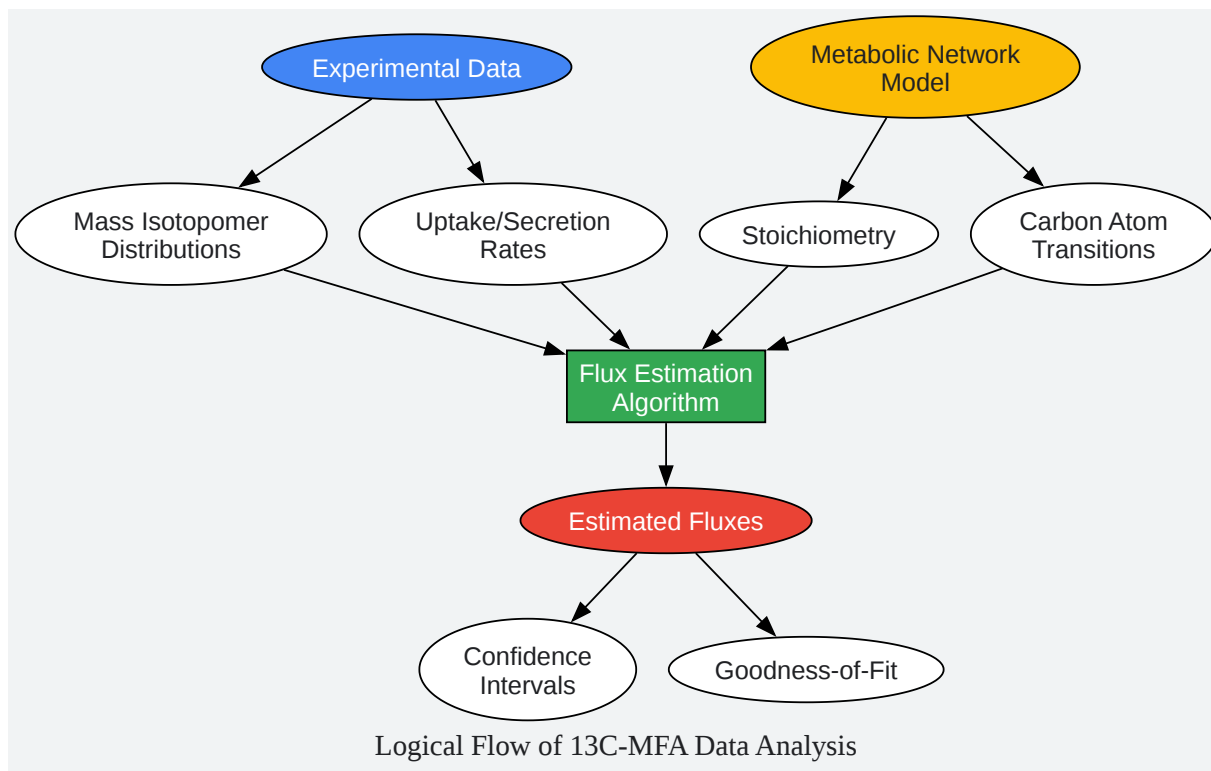 Experimental Data
Metabolic Network
Model
Mass Isotopomer
Distributions
Uptake/Secretion
Rates
Stoichiometry
Carbon Atom
Transitions
Flux Estimation
Algorithm
Estimated Fluxes
Confidence
Intervals
Goodness-of-Fit
Logical Flow of 13C-MFA Data Analysis